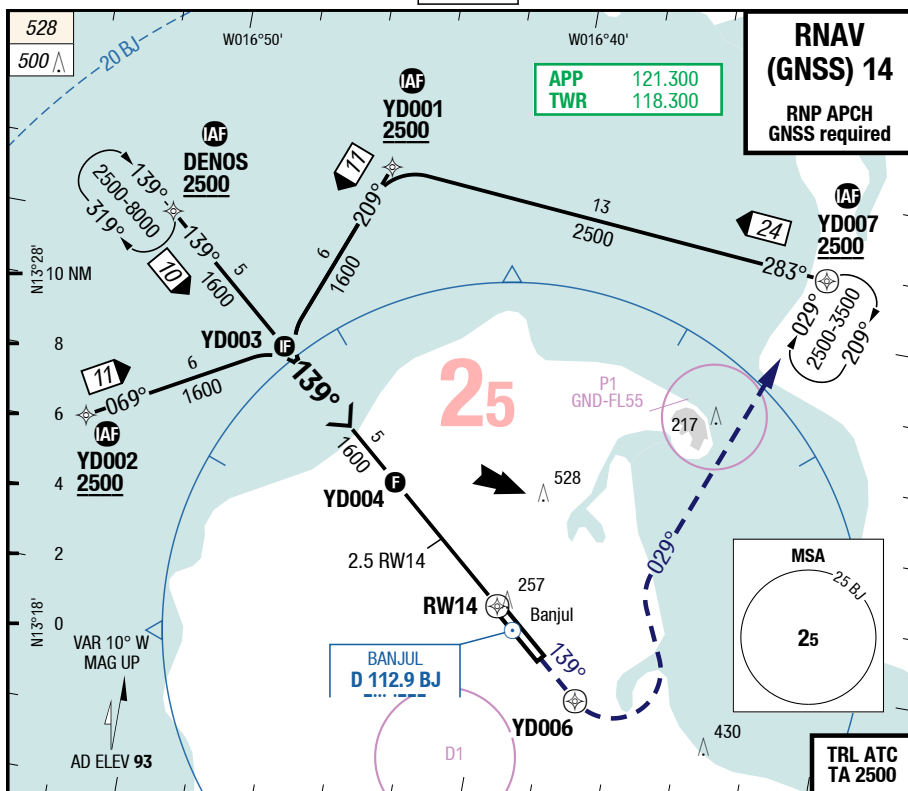 528
500
20 BJ
W016°50'
W016°40'
RNAV
(GNSS) 14
RNP APCH
GNSS required
APP 121.300
TWR 118.300
IAF
YD001
2500
IAF
DENOS
2500
IAF
YD007
2500
139°
2500-8000
319°
139°
5
1600
10
11
209°
6
1600
13
2500
24
283°
029°
2500-3500
209°
N13°28'
10 NM
8
6
4
2
0
N13°18'
YD003
IF
139°
11
069°
6
1600
IAF
YD002
2500
25
P1
GND-FL55
217
5
1600
YD004
F
528
2.5 RW14
029°
RW14
257
Banjul
139°
YD006
BANJUL
D 112.9 BJ
VAR 10° W
MAG UP
AD ELEV 93
D1
430
MSA
25 BJ
25
TRL ATC
TA 2500